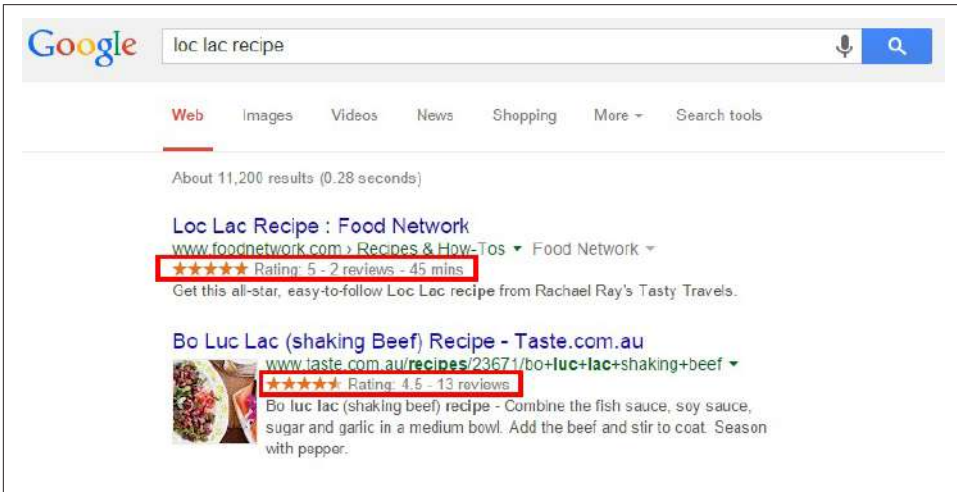 Google loc lac recipe
Web Images Videos News Shopping More Search tools
About 11,200 results (0.28 seconds)
Loc Lac Recipe : Food Network
www.foodnetwork.com › Recipes & How-Tos Food Network
Rating: 5 - 2 reviews - 45 mins
Get this all-star, easy-to-follow Loc Lac recipe from Rachael Ray's Tasty Travels.
Bo Luc Lac (shaking Beef) Recipe - Taste.com.au
www.taste.com.au/recipes/23671/bo+luc+lac+shaking+beef
Rating: 4.5 - 13 reviews
Bo luc lac (shaking beef) recipe - Combine the fish sauce, soy sauce,
sugar and garlic in a medium bowl. Add the beef and stir to coat. Season
with pepper.